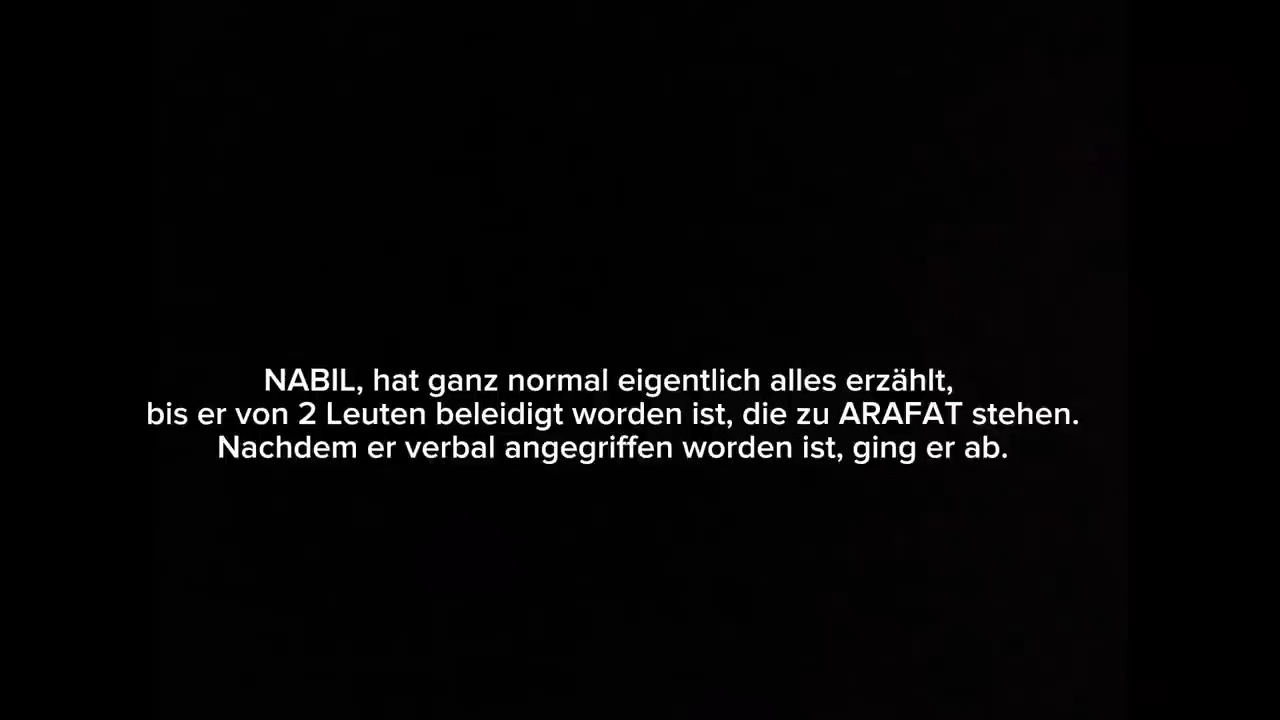 NABIL, hat ganz normal eigentlich alles erzählt,
bis er von 2 Leuten beleidigt worden ist, die zu ARAFAT stehen.
Nachdem er verbal angegriffen worden ist, ging er ab.